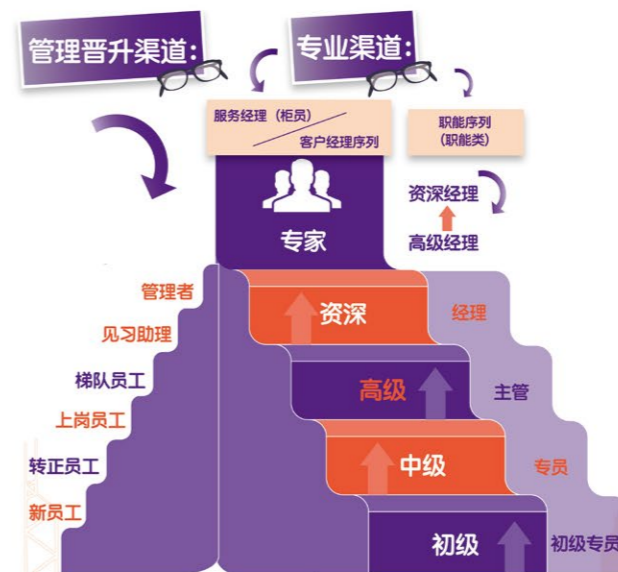 管理晋升渠道：
专业渠道：
服务经理（柜员）
客户经理序列
职能序列
（职能类）
资深经理
高级经理
专家
管理者
见习助理
梯队员工
上岗员工
转正员工
新员工
资深
高级
中级
初级
经理
主管
专员
初级专员